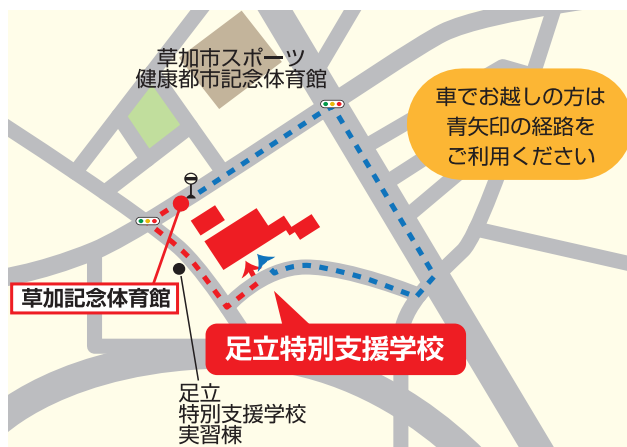 草加市スポーツ
健康都市記念体育館
車でお越しの方は
青矢印の経路を
ご利用ください
草加記念体育館
足立特別支援学校
足立
特別支援学校
実習棟